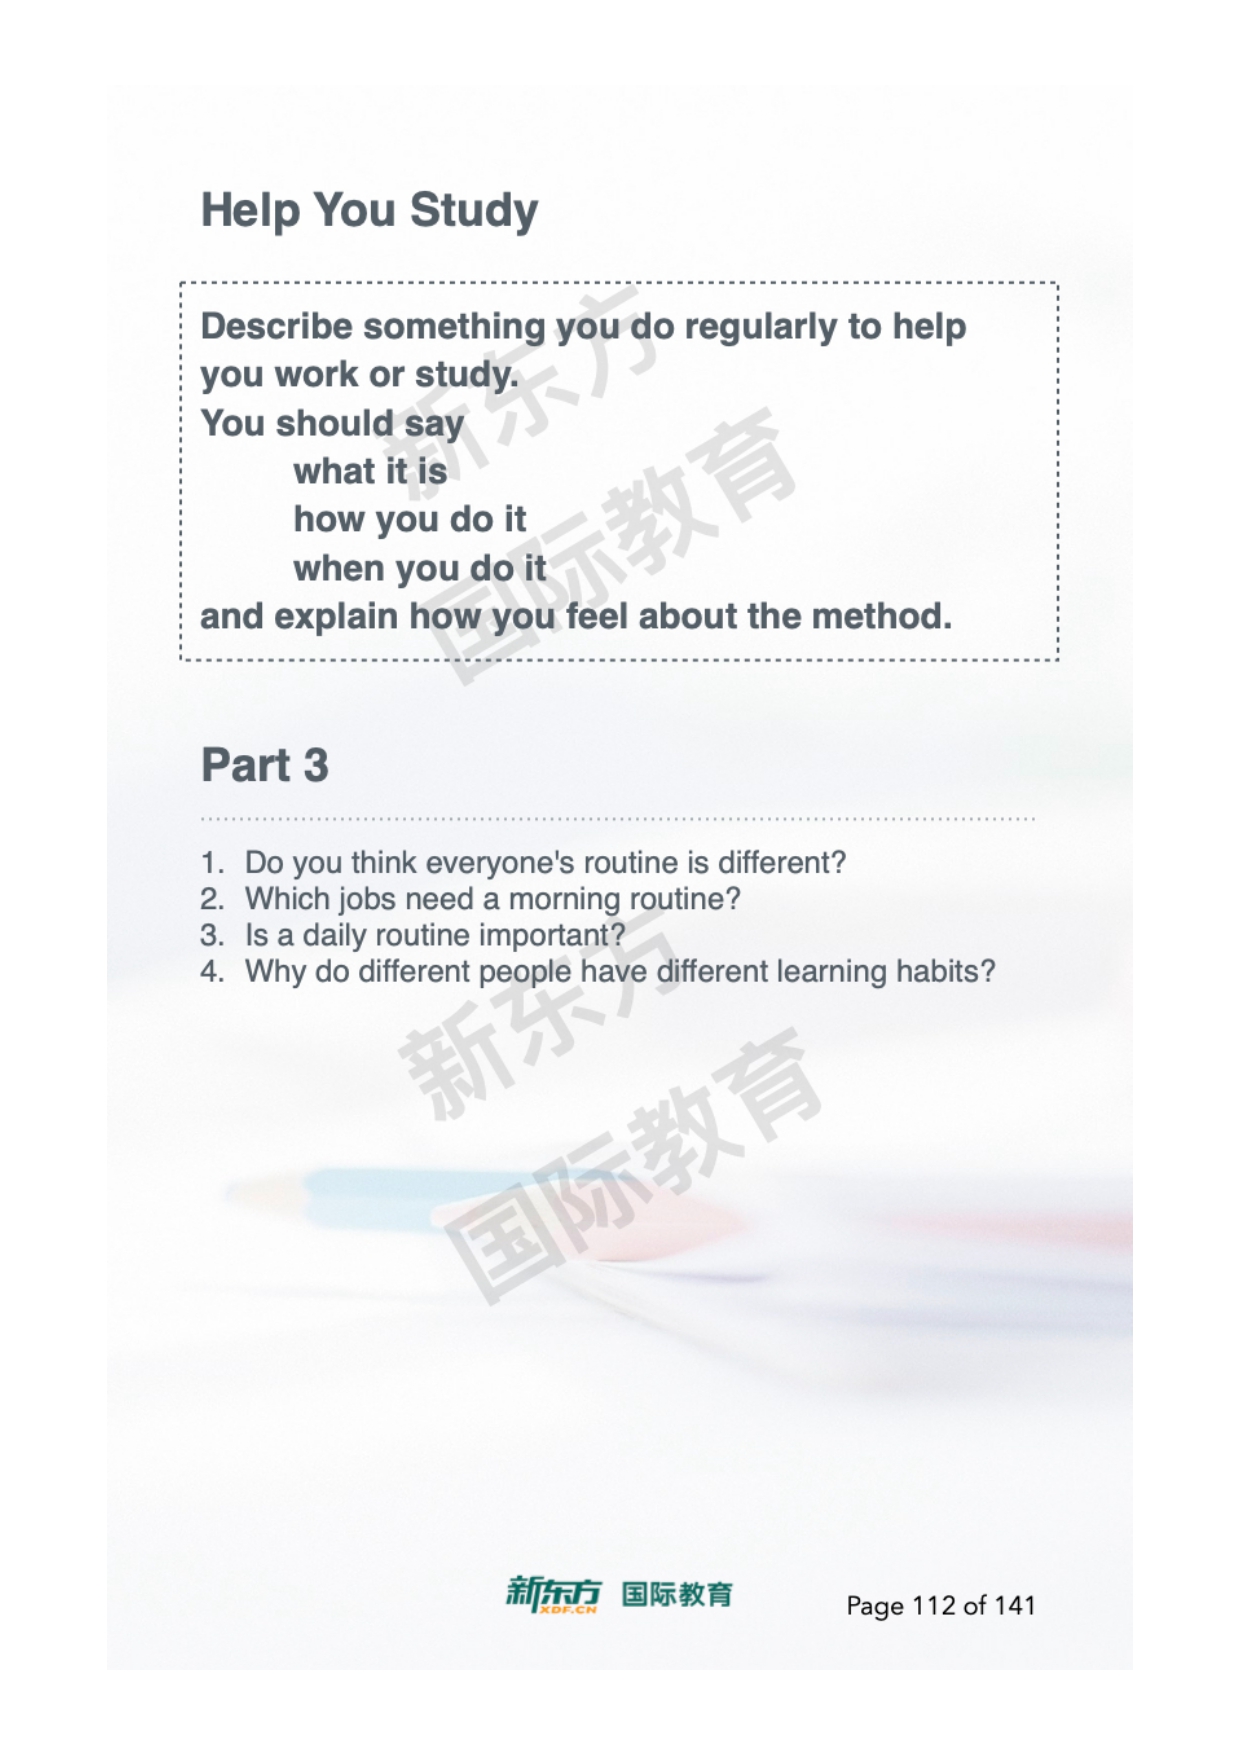 Help You Study
Describe something you do regularly to help
you work or study.
You should say
what it is
how you do it
when you do it
and explain how you feel about the method.
新东方
国际教育
Part 3
1. Do you think everyone's routine is different?
2. Which jobs need a morning routine?
3. Is a daily routine important?
4. Why do different people have different learning habits?
新东方
国际教育
新东方 国际教育
XDF.CN
Page 112 of 141